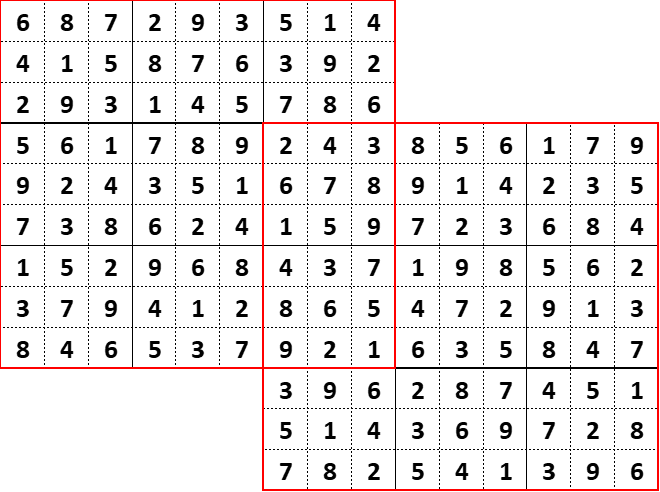 6 8 7 2 9 3 5 1 4
4 1 5 8 7 6 3 9 2
2 9 3 1 4 5 7 8 6
5 6 1 7 8 9 2 4 3 8 5 6 1 7 9
9 2 4 3 5 1 6 7 8 9 1 4 2 3 5
7 3 8 6 2 4 1 5 9 7 2 3 6 8 4
1 5 2 9 6 8 4 3 7 1 9 8 5 6 2
3 7 9 4 1 2 8 6 5 4 7 2 9 1 3
8 4 6 5 3 7 9 2 1 6 3 5 8 4 7
3 9 6 2 8 7 4 5 1
5 1 4 3 6 9 7 2 8
7 8 2 5 4 1 3 9 6